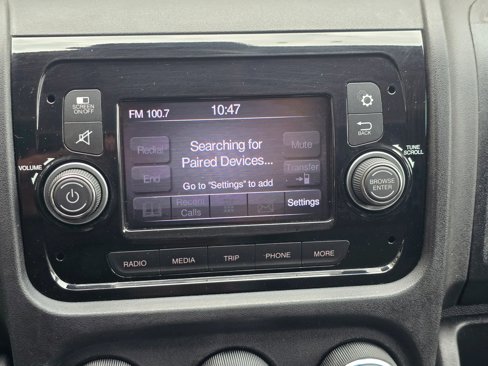 SCREEN
ON/OFF
FM 100.7
10:47
BACK
VOLUME
TUNE
SCROLL
Redial
Searching for
Paired Devices...
Mute
End
Go to "Settings" to add
Transfer
Recent
Calls
Settings
BROWSE
ENTER
RADIO
MEDIA
TRIP
PHONE
MORE